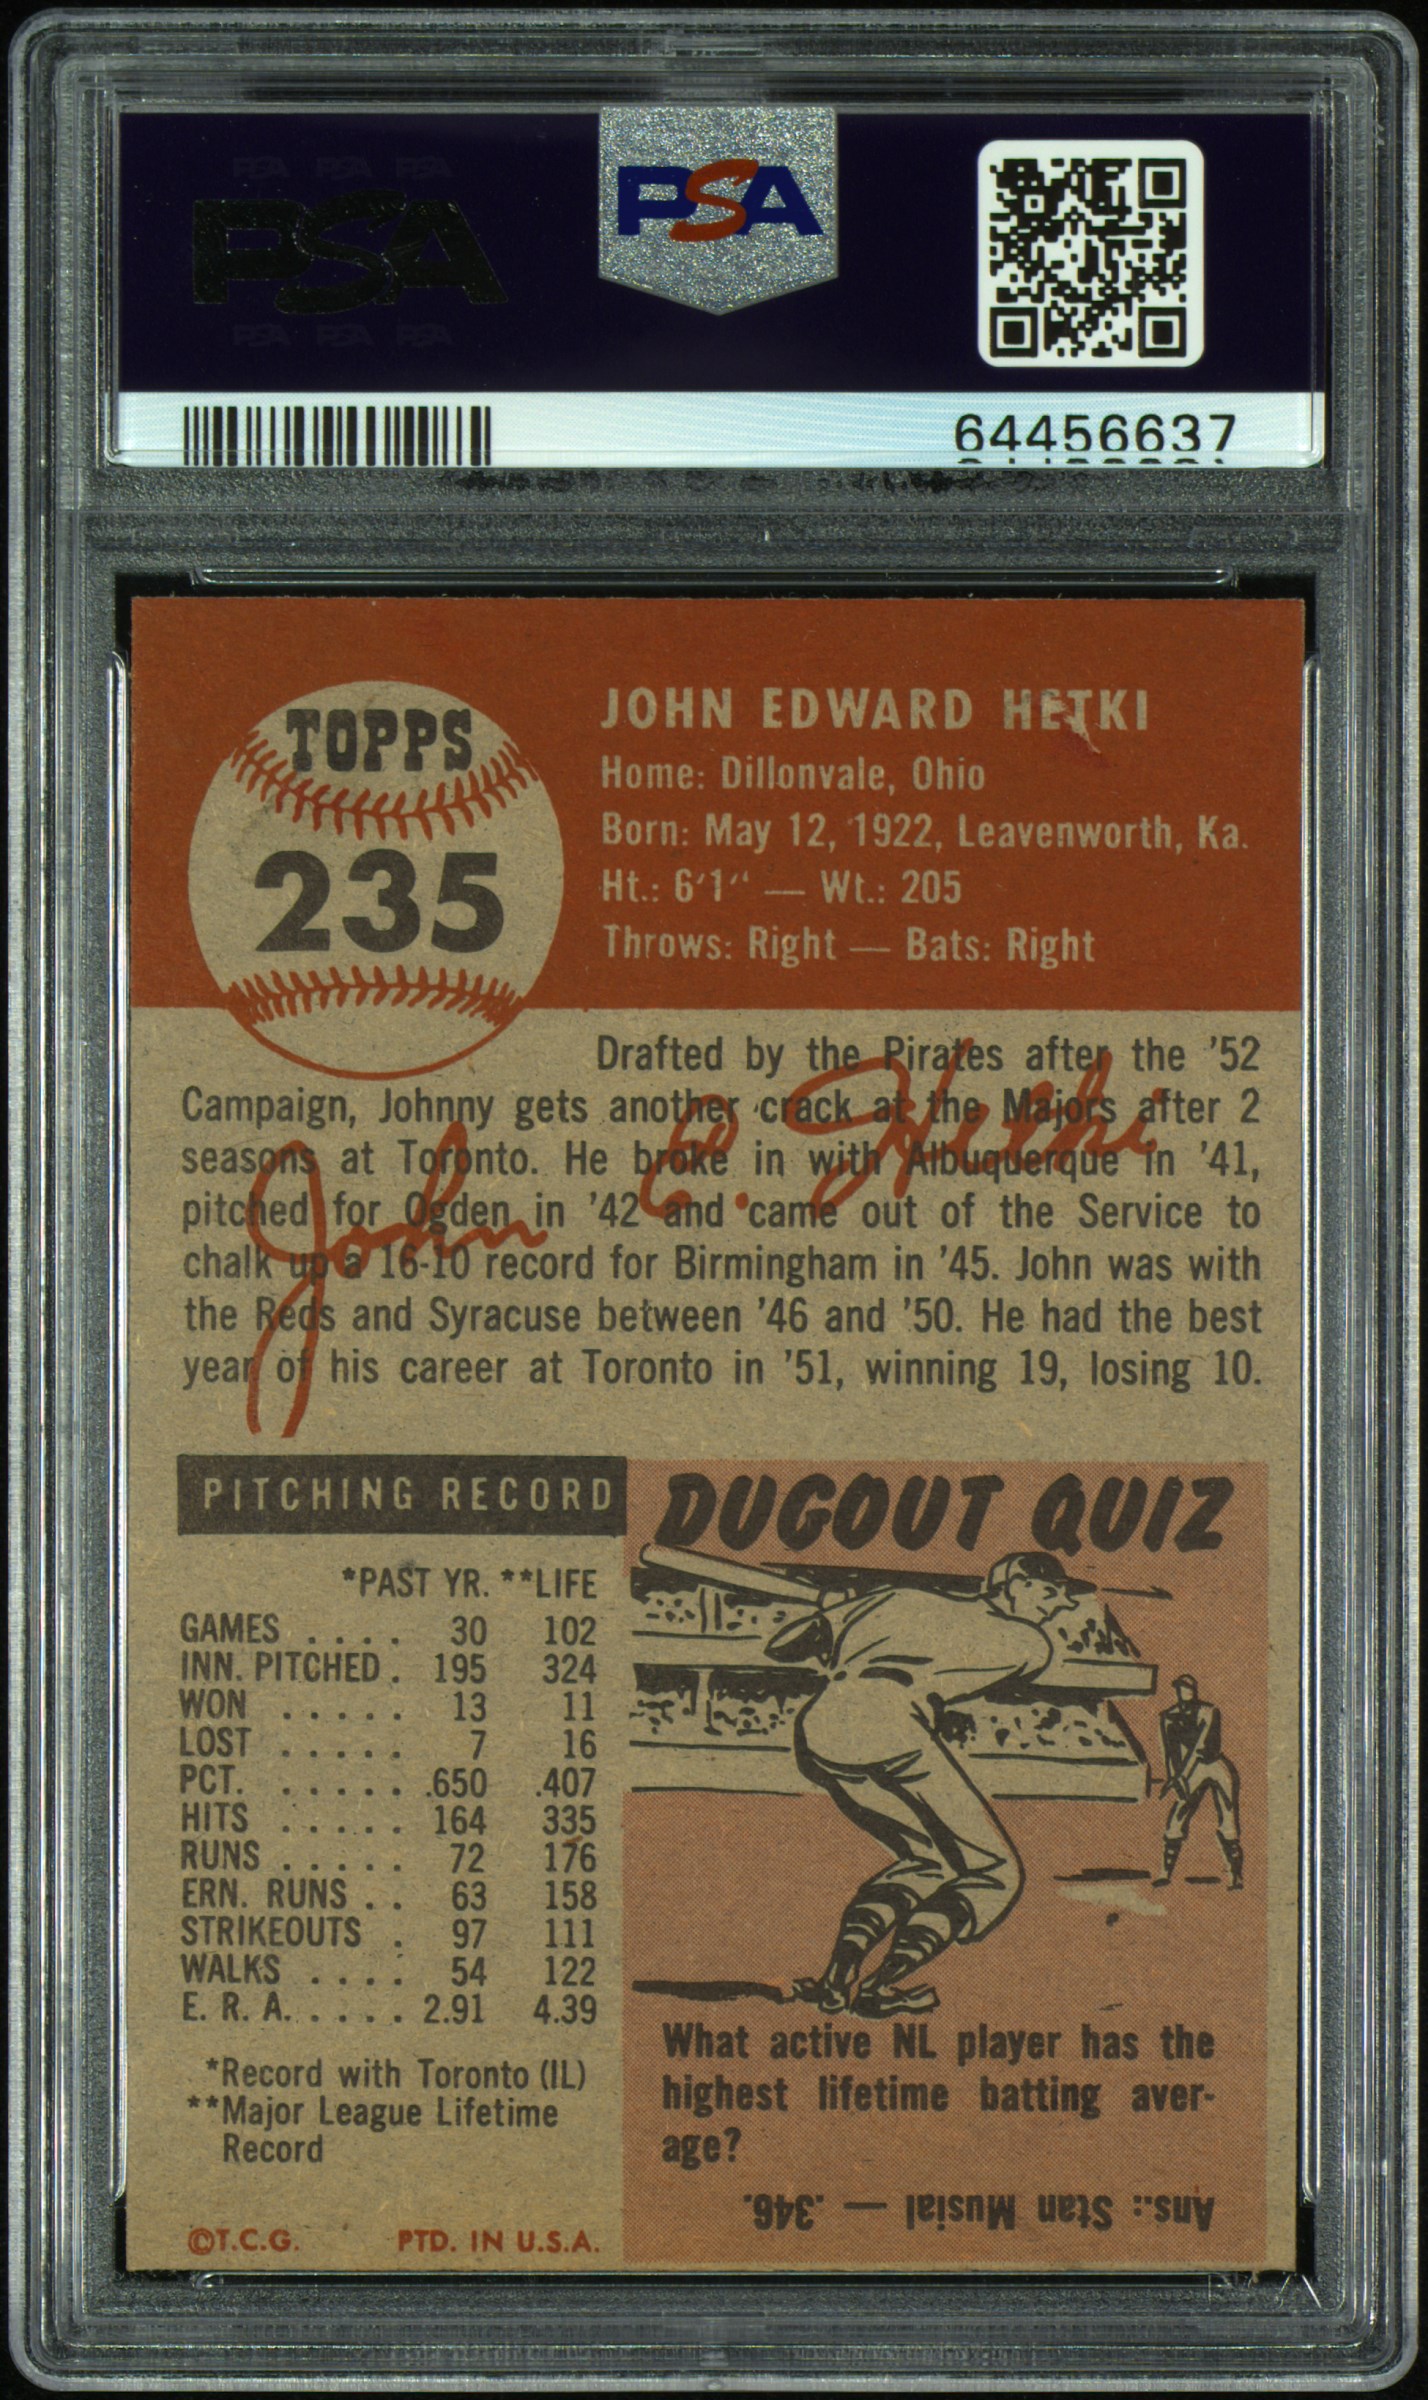 PSA PSA PSA
PSA
PSA PSA PSA
PSA
64456637
TOPPS
235
JOHN EDWARD HETKI
Home: Dillonvale, Ohio
Born: May 12, 1922, Leavenworth, Ka.
Ht.: 6'1" — Wt.: 205
Throws: Right — Bats: Right
Drafted by the Pirates after the '52
Campaign, Johnny gets another crack at the Majors after 2
seasons at Toronto. He broke in with Albuquerque in '41,
pitched for Ogden in '42 and came out of the Service to
chalk up a 16-10 record for Birmingham in '45. John was with
the Reds and Syracuse between '46 and '50. He had the best
year of his career at Toronto in '51, winning 19, losing 10.
John E. Hetki
PITCHING RECORD
*PAST YR. **LIFE
GAMES . . . . 30 102
INN. PITCHED . 195 324
WON . . . . . 13 11
LOST . . . . . 7 16
PCT. . . . . . .650 .407
HITS . . . . . 164 335
RUNS . . . . . 72 176
ERN. RUNS . . 63 158
STRIKEOUTS . 97 111
WALKS . . . . 54 122
E. R. A. . . . . . 2.91 4.39
*Record with Toronto (IL)
**Major League Lifetime
Record
©T.C.G. PTD. IN U.S.A.
DUGOUT QUIZ
What active NL player has the
highest lifetime batting aver-
age?
Ans.: Stan Musial — .346.